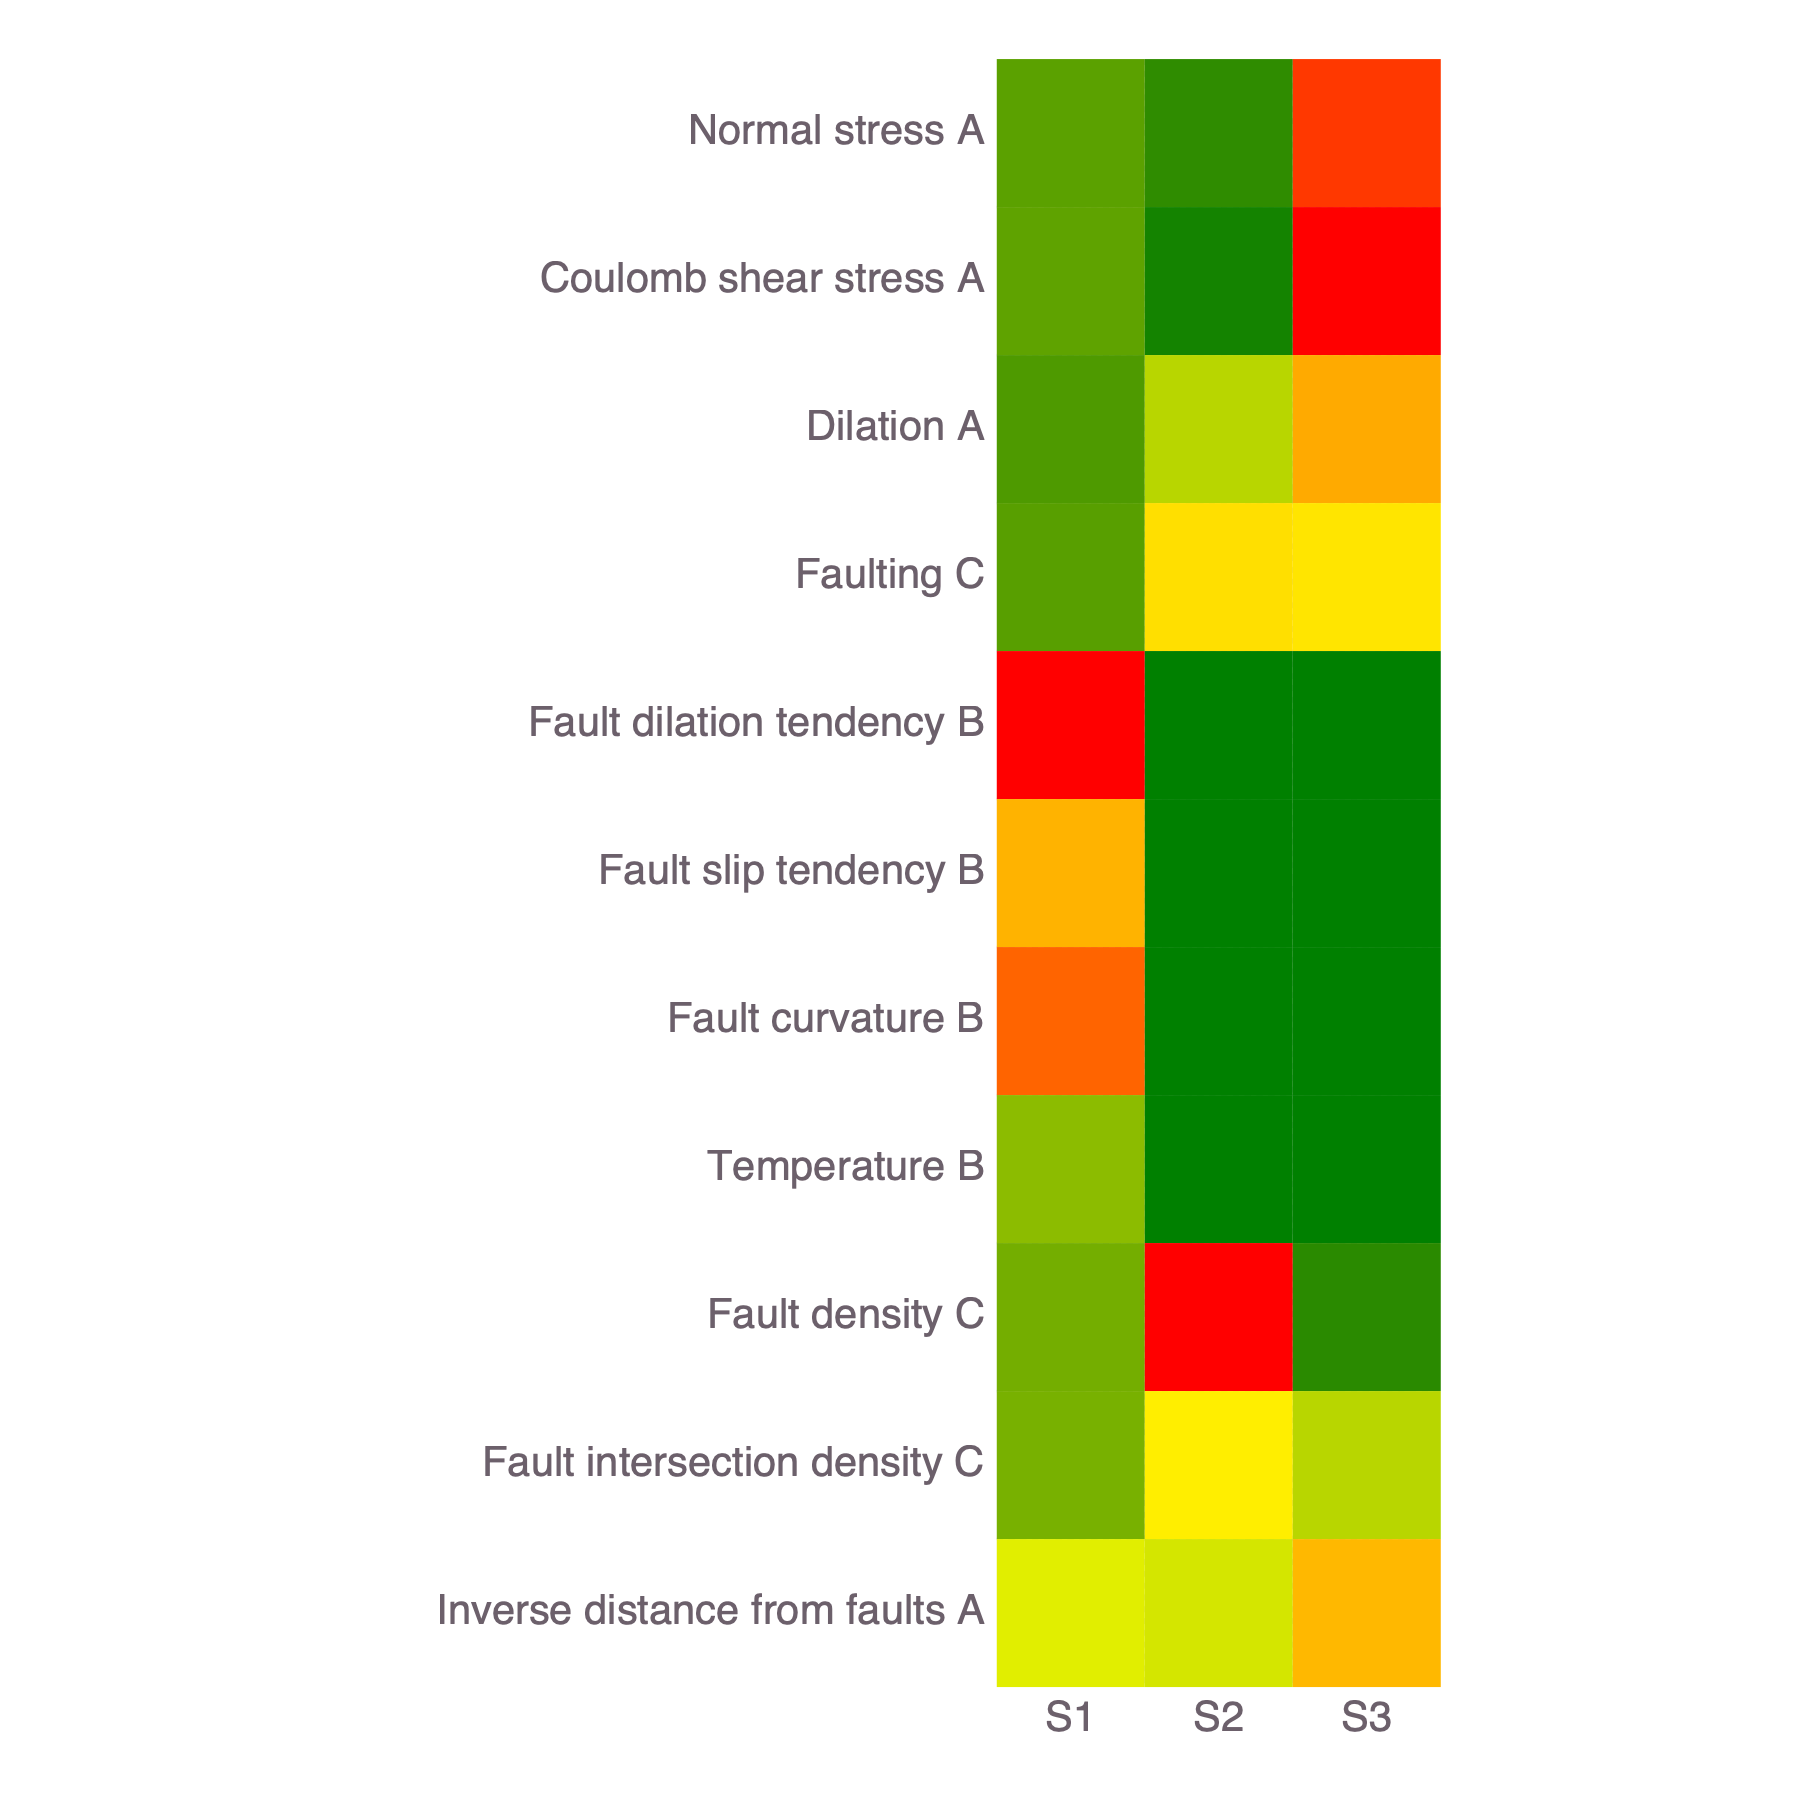 Normal stress A
Coulomb shear stress A
Dilation A
Faulting C
Fault dilation tendency B
Fault slip tendency B
Fault curvature B
Temperature B
Fault density C
Fault intersection density C
Inverse distance from faults A
S1 S2 S3